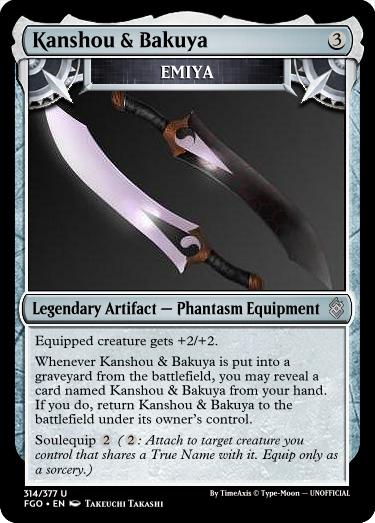 Kanshou & Bakuya 3
EMIYA
Legendary Artifact — Phantasm Equipment
Equipped creature gets +2/+2.
Whenever Kanshou & Bakuya is put into a
graveyard from the battlefield, you may reveal a
card named Kanshou & Bakuya from your hand.
If you do, return Kanshou & Bakuya to the
battlefield under its owner's control.
Soulequip 2 ( 2: Attach to target creature you
control that shares a True Name with it. Equip only as
a sorcery.)
314/377 U
FGO • EN Takeuchi Takashi
By TimeAxis © Type-Moon — UNOFFICIAL